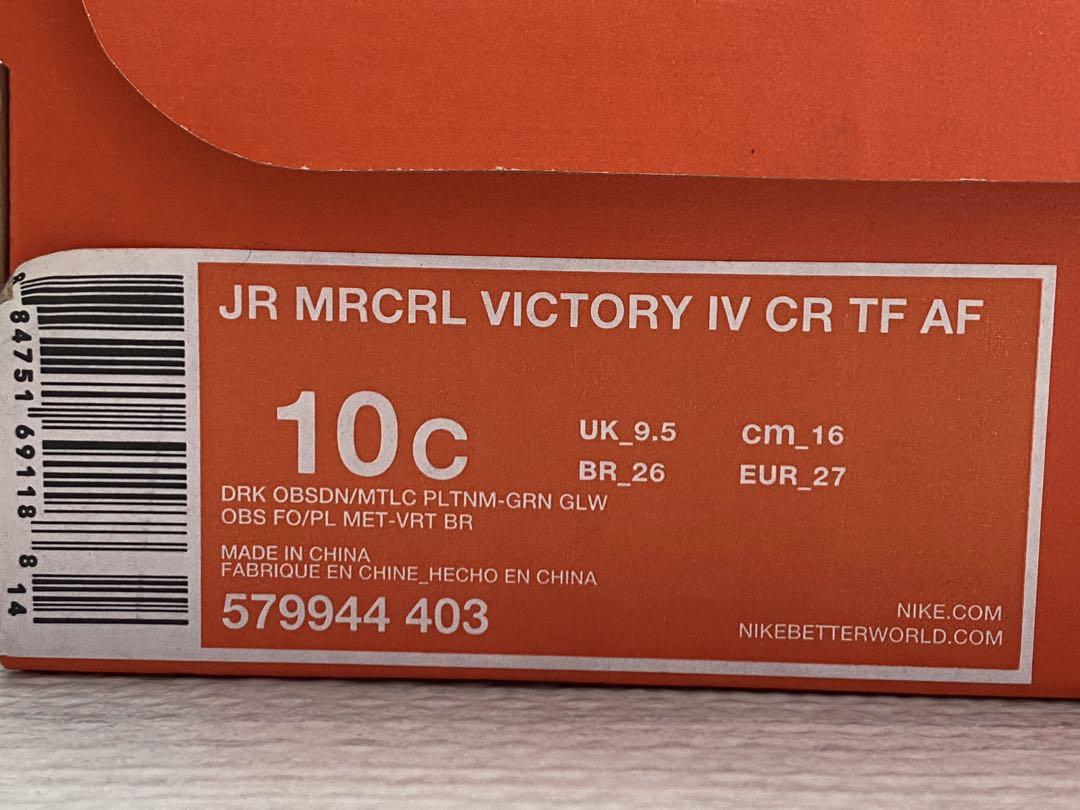 JR MRCRL VICTORY IV CR TF AF
10C
UK_9.5 cm_16
BR_26 EUR_27
DRK OBSDN/MTLC PLTNM-GRN GLW
OBS FO/PL MET-VRT BR
MADE IN CHINA
FABRIQUE EN CHINE_HECHO EN CHINA
579944 403
NIKE.COM
NIKEBETTERWORLD.COM
8 84751 69118 8 14